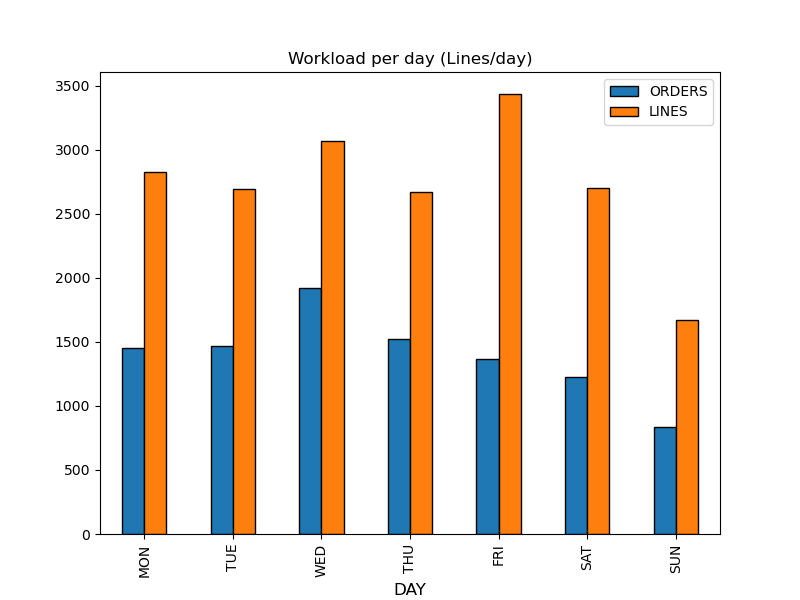 Workload per day (Lines/day)
ORDERS
LINES
3500
3000
2500
2000
1500
1000
500
0
MON
TUE
WED
THU
FRI
SAT
SUN
DAY